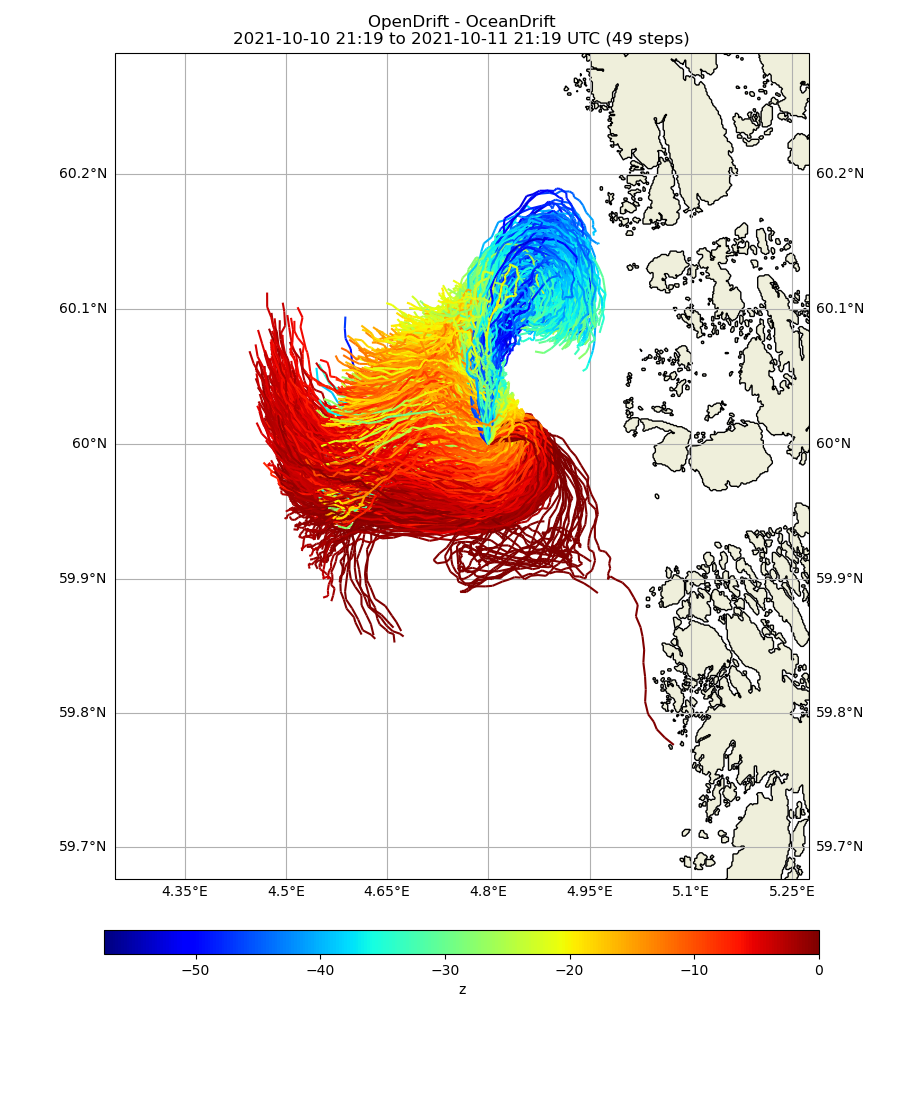 OpenDrift - OceanDrift
2021-10-10 21:19 to 2021-10-11 21:19 UTC (49 steps)
60.2°N 60.2°N
60.1°N 60.1°N
60°N 60°N
59.9°N 59.9°N
59.8°N 59.8°N
59.7°N 59.7°N
4.35°E 4.5°E 4.65°E 4.8°E 4.95°E 5.1°E 5.25°E
−50 −40 −30 −20 −10 0
z